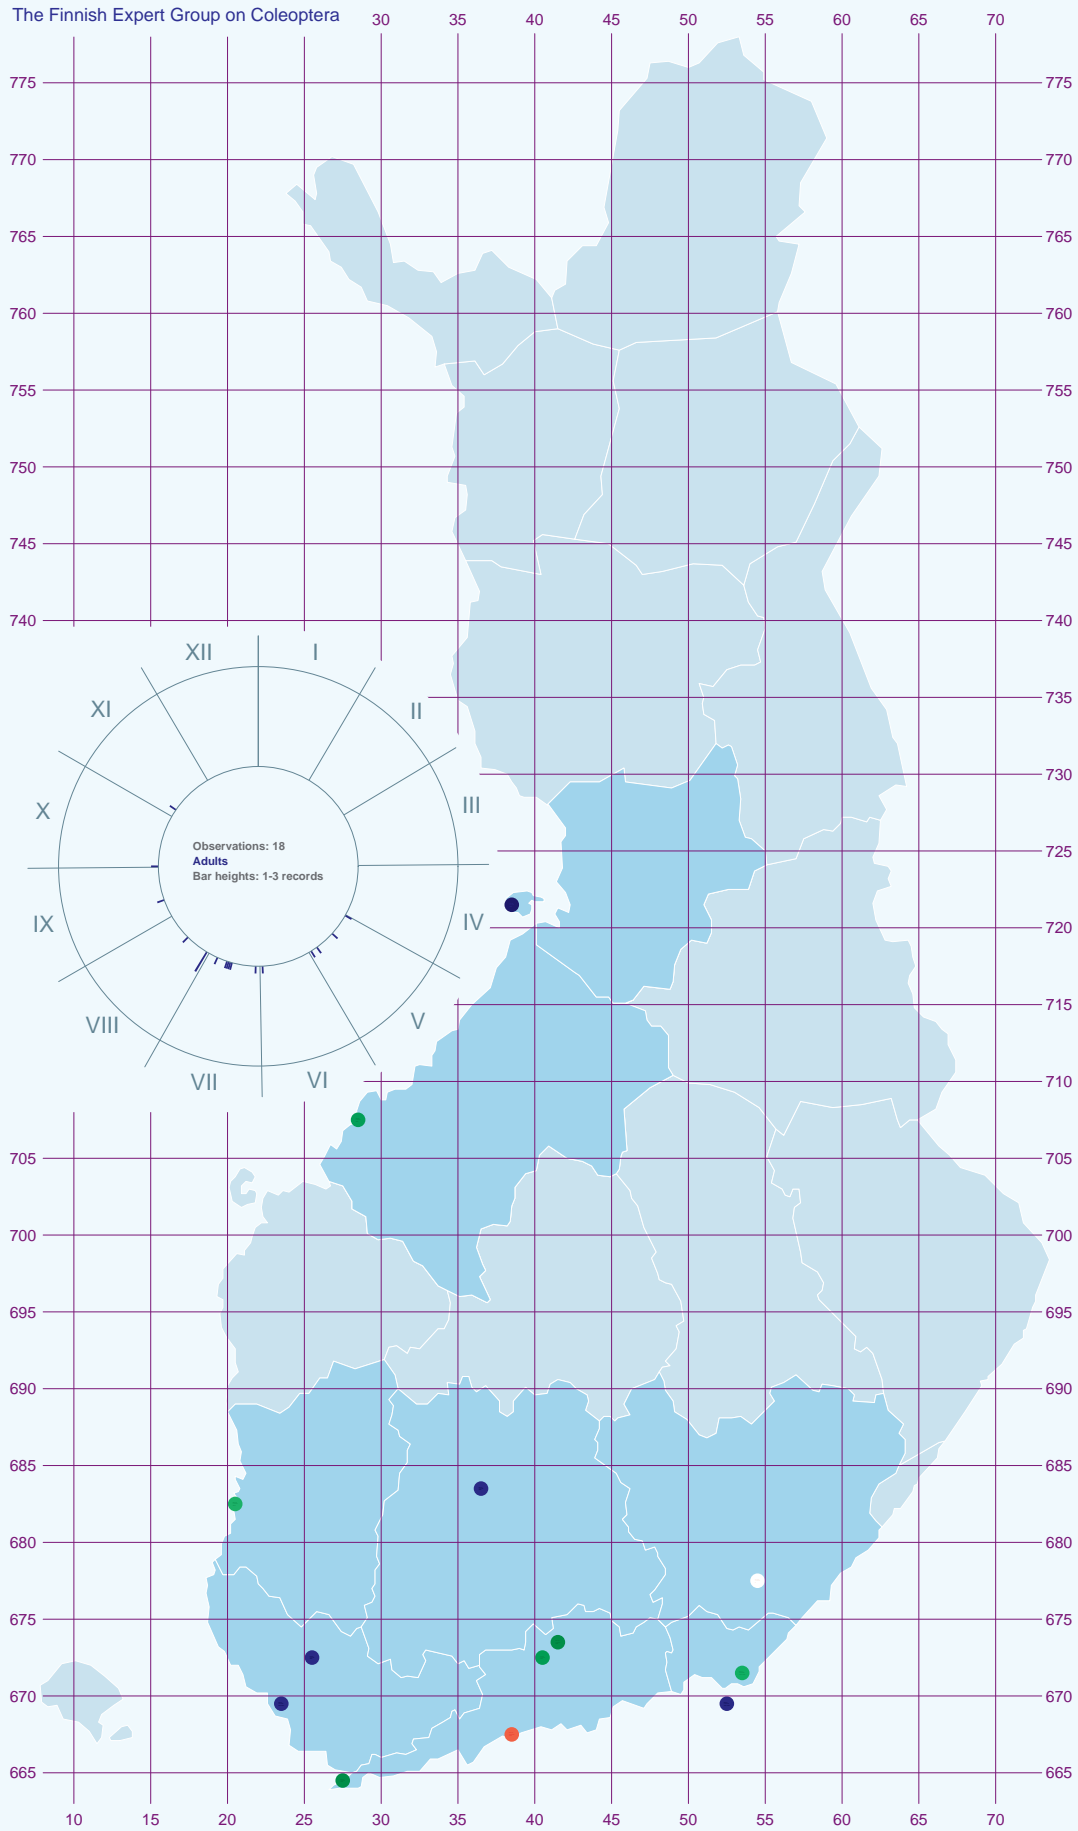 The Finnish Expert Group on Coleoptera
30 40 50 55 60 65 70
35 45
775 775
770 770
765 765
760 760
755 755
750 750
745 745
740 740
735
730
725
720
715
710
705 705
700 700
695 695
690 690
685 685
680 680
675 675
670 670
665 665
XII I
XI II
X III
IX IV
VIII V
VII VI
Observations: 18
Adults
Bar heights: 1-3 records
10 15 20 25 30 35 40 45 50 55 60 65 70